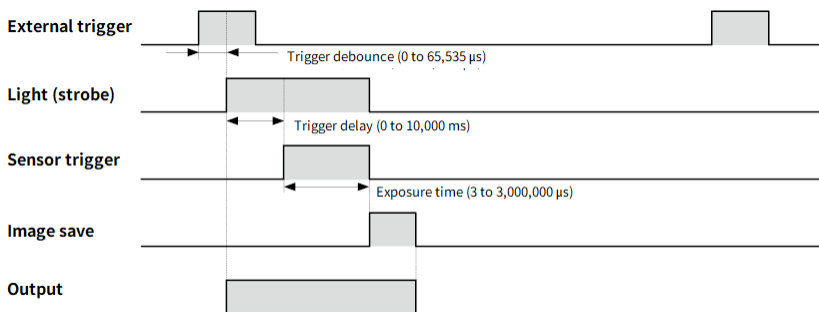 External trigger
Trigger debounce (0 to 65,535 µs)
Light (strobe)
Trigger delay (0 to 10,000 ms)
Sensor trigger
Exposure time (3 to 3,000,000 µs)
Image save
Output